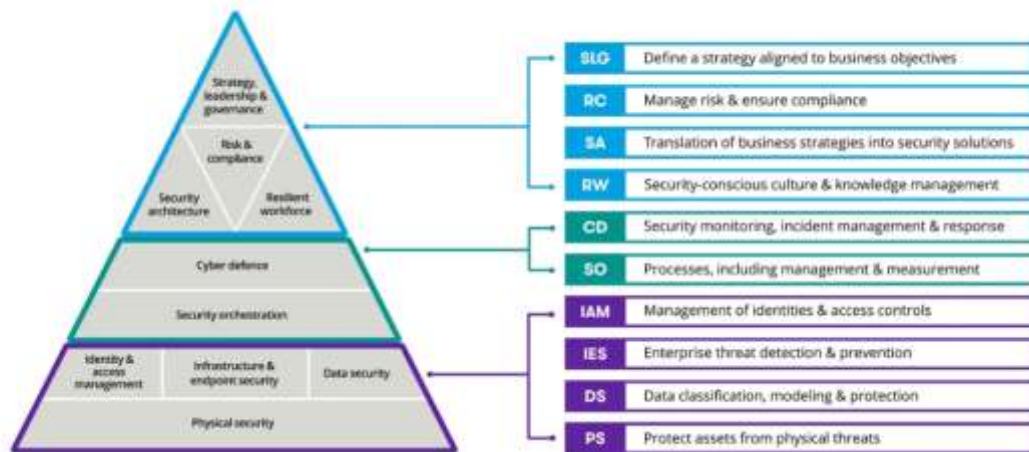 Strategy,
leadership &
governance
Risk &
compliance
Security
architecture
Resilient
workforce
Cyber defence
Security orchestration
Identity &
access
management
Infrastructure &
endpoint security
Data security
Physical security
SLG Define a strategy aligned to business objectives
RC Manage risk & ensure compliance
SA Translation of business strategies into security solutions
RW Security-conscious culture & knowledge management
CD Security monitoring, incident management & response
SO Processes, including management & measurement
IAM Management of identities & access controls
IES Enterprise threat detection & prevention
DS Data classification, modeling & protection
PS Protect assets from physical threats